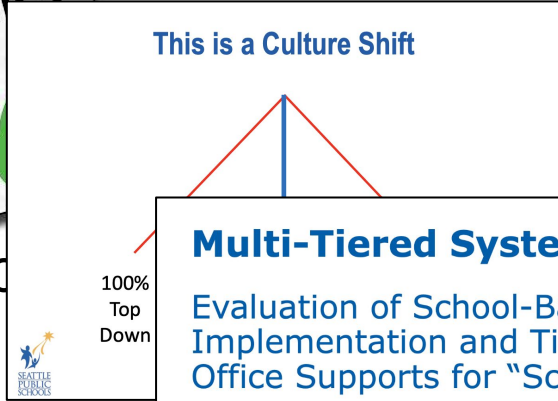 This is a Culture Shift
100%
Top
Down
SEATTLE
PUBLIC
SCHOOLS
Multi-Tiered Syste
Evaluation of School-Ba
Implementation and Ti
Office Supports for “Sc